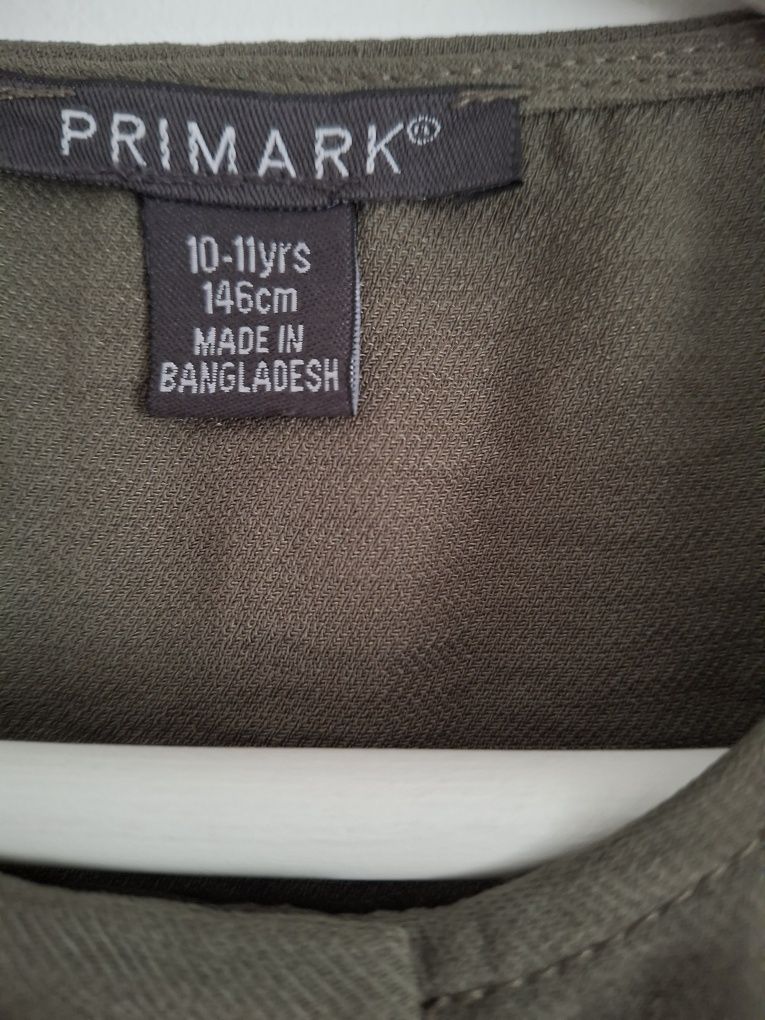 PRIMARK®
10-11yrs
146cm
MADE IN
BANGLADESH